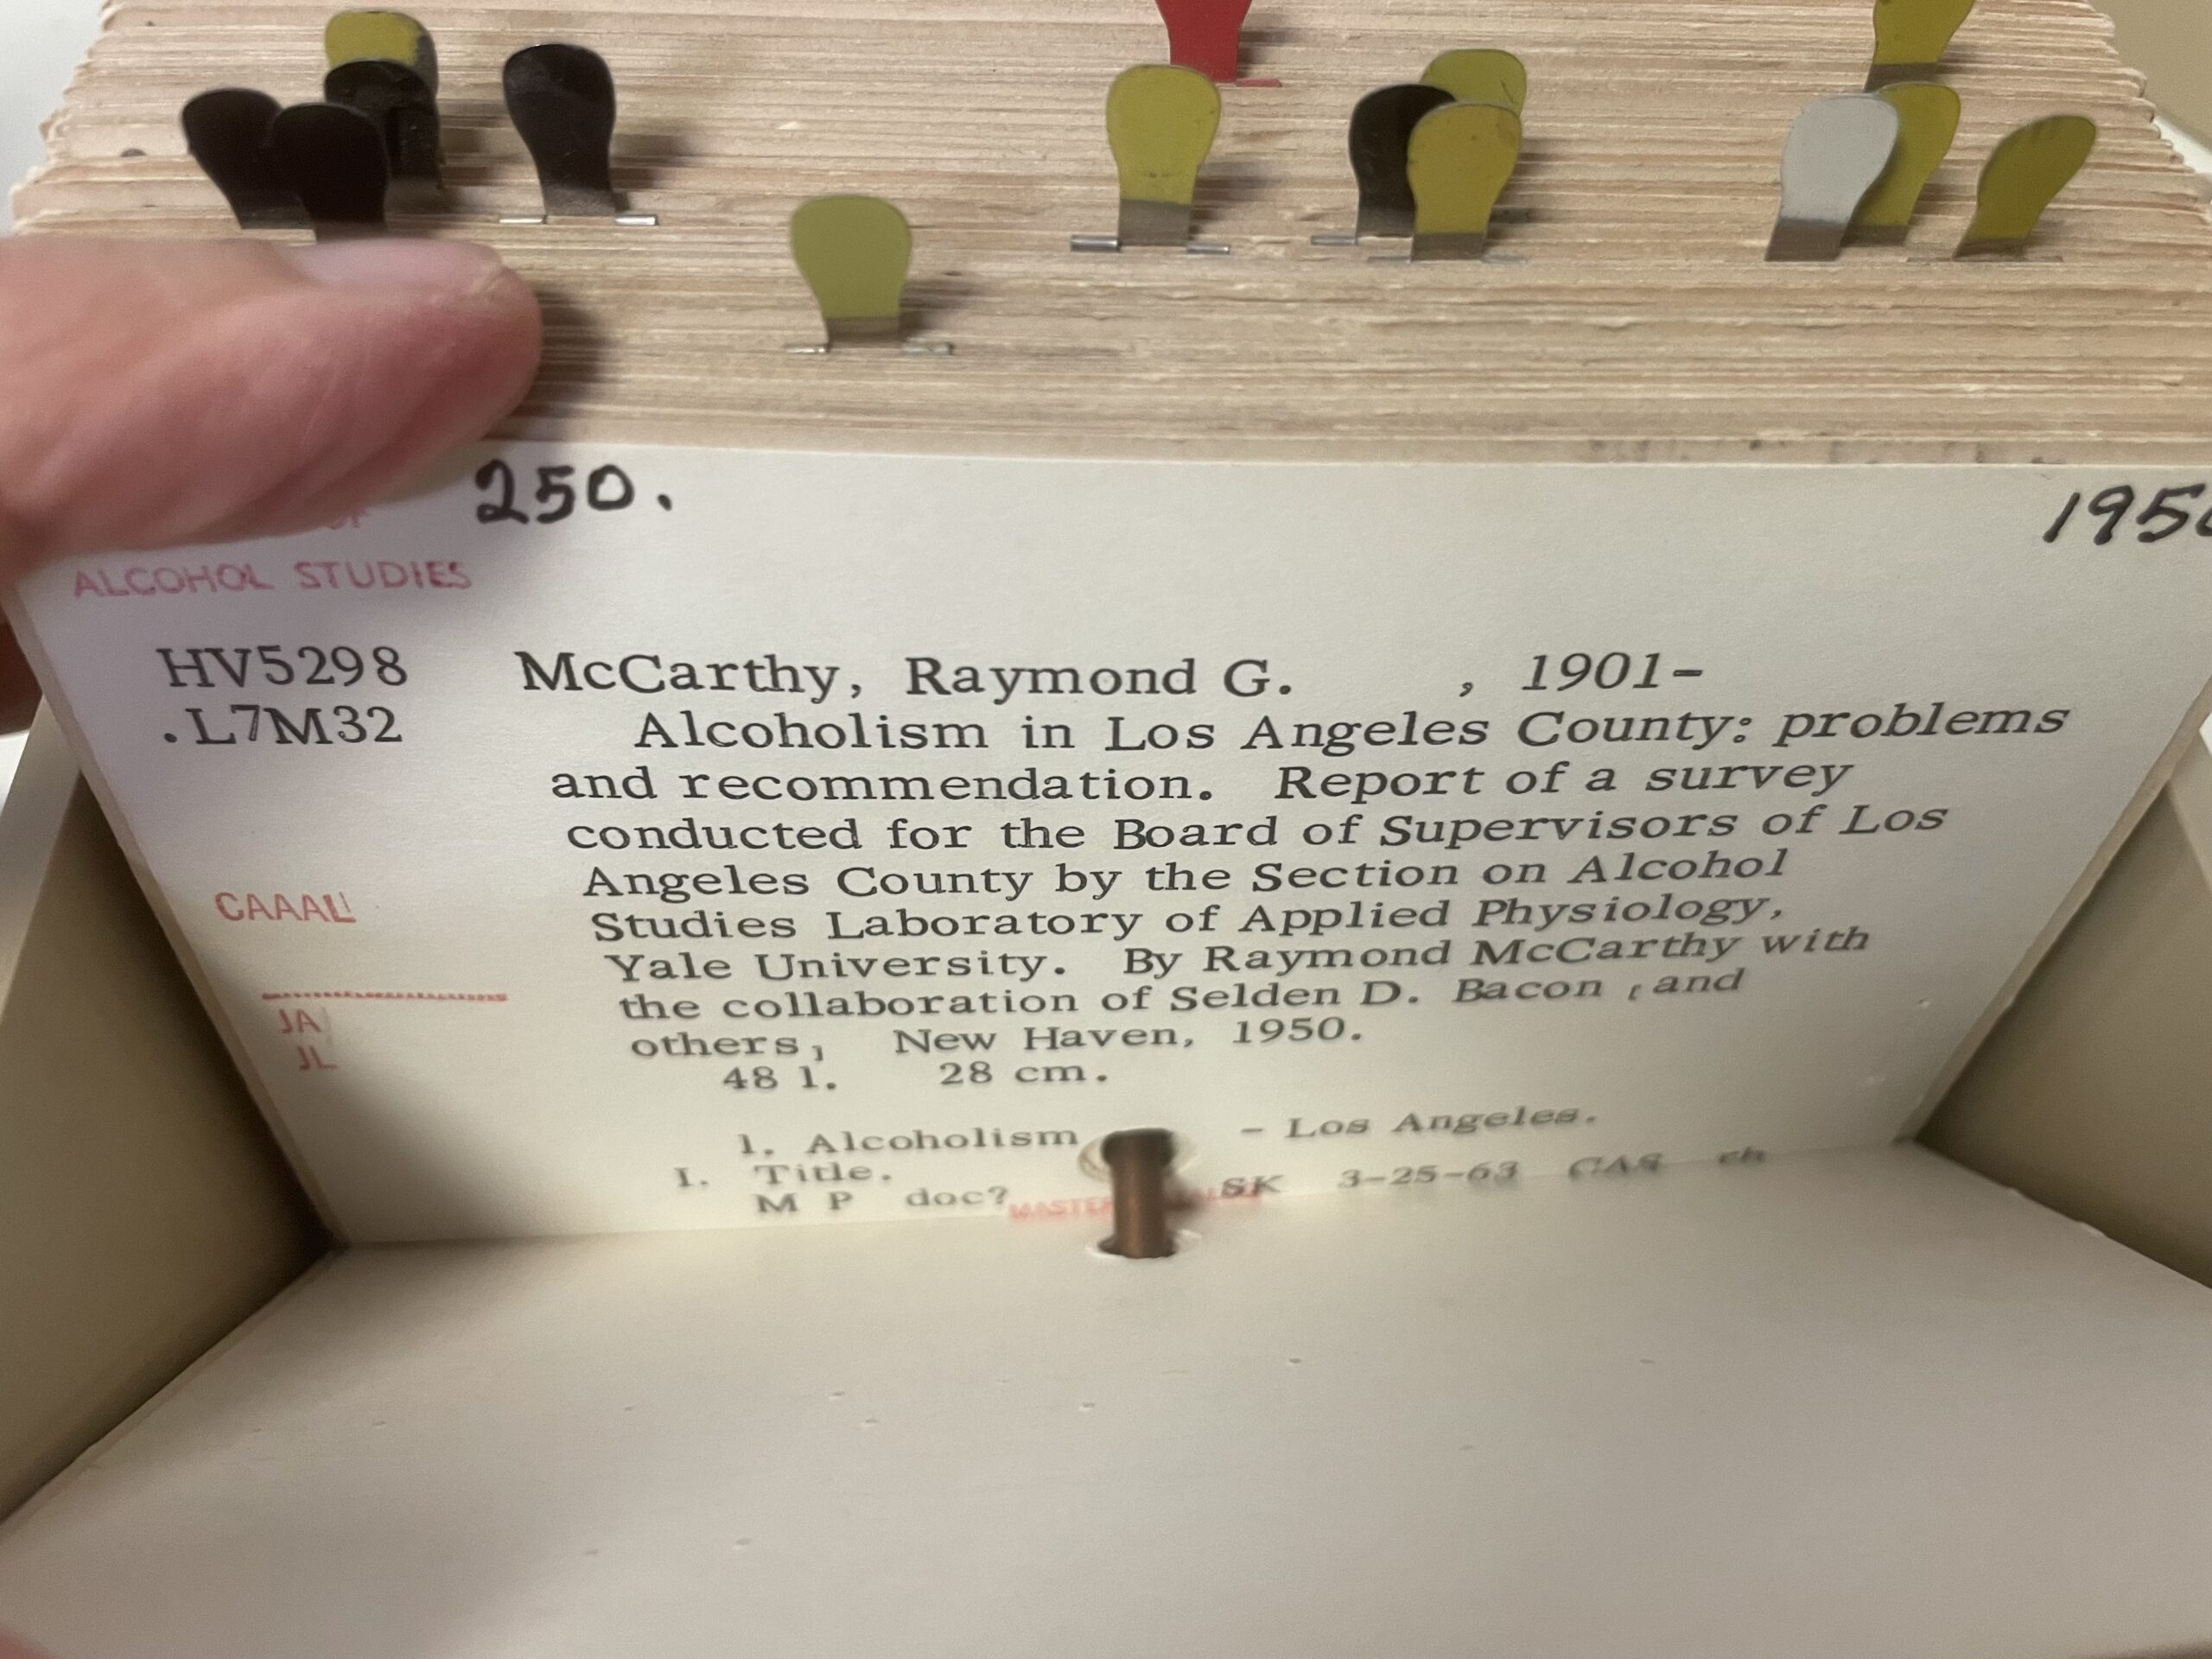 250.
ALCOHOL STUDIES
HV5298 McCarthy, Raymond G. , 1901-
.L7M32 Alcoholism in Los Angeles County: problems
and recommendation. Report of a survey
conducted for the Board of Supervisors of Los
Angeles County by the Section on Alcohol
CAAAL
Studies Laboratory of Applied Physiology,
Yale University. By Raymond McCarthy with
the collaboration of Selden D. Bacon [and
others] New Haven, 1950.
JA
JL
48 l. 28 cm.
1. Alcoholism - Los Angeles.
I. Title.
M P doc? SK 3-25-63 CAS